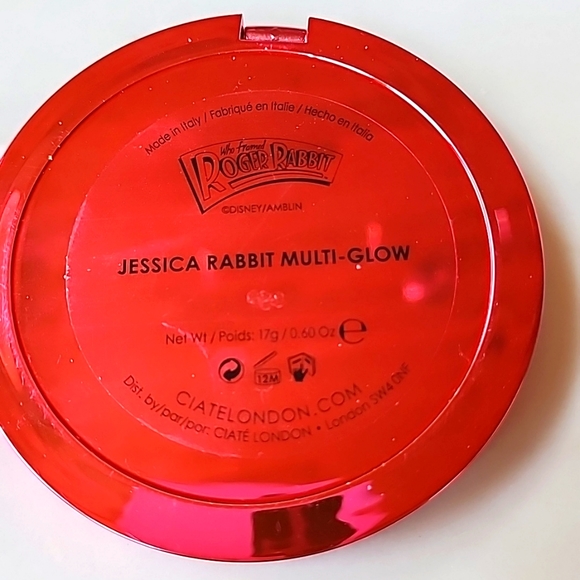 Made in Italy / Fabriqué en Italie / Hecho en Italia
Who Framed
ROGER RABBIT
©DISNEY/AMBLIN
JESSICA RABBIT MULTI-GLOW
Net Wt / Poids: 17g / 0.60 Oz ℮
12M
CIATELONDON.COM
Dist. by/par/por: CIATÉ LONDON • London SW4 0NF